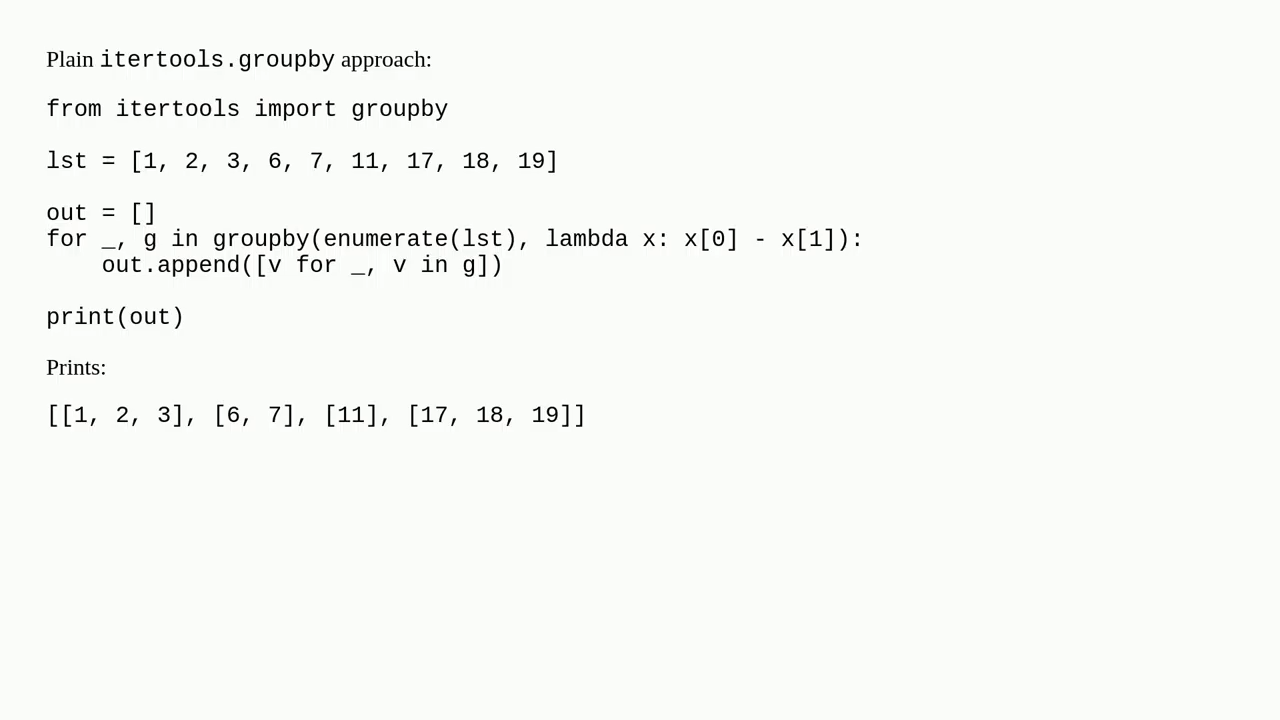 Plain itertools.groupby approach:
from itertools import groupby
lst = [1, 2, 3, 6, 7, 11, 17, 18, 19]
out = []
for _, g in groupby(enumerate(lst), lambda x: x[0] - x[1]):
    out.append([v for _, v in g])
print(out)
Prints:
[[1, 2, 3], [6, 7], [11], [17, 18, 19]]